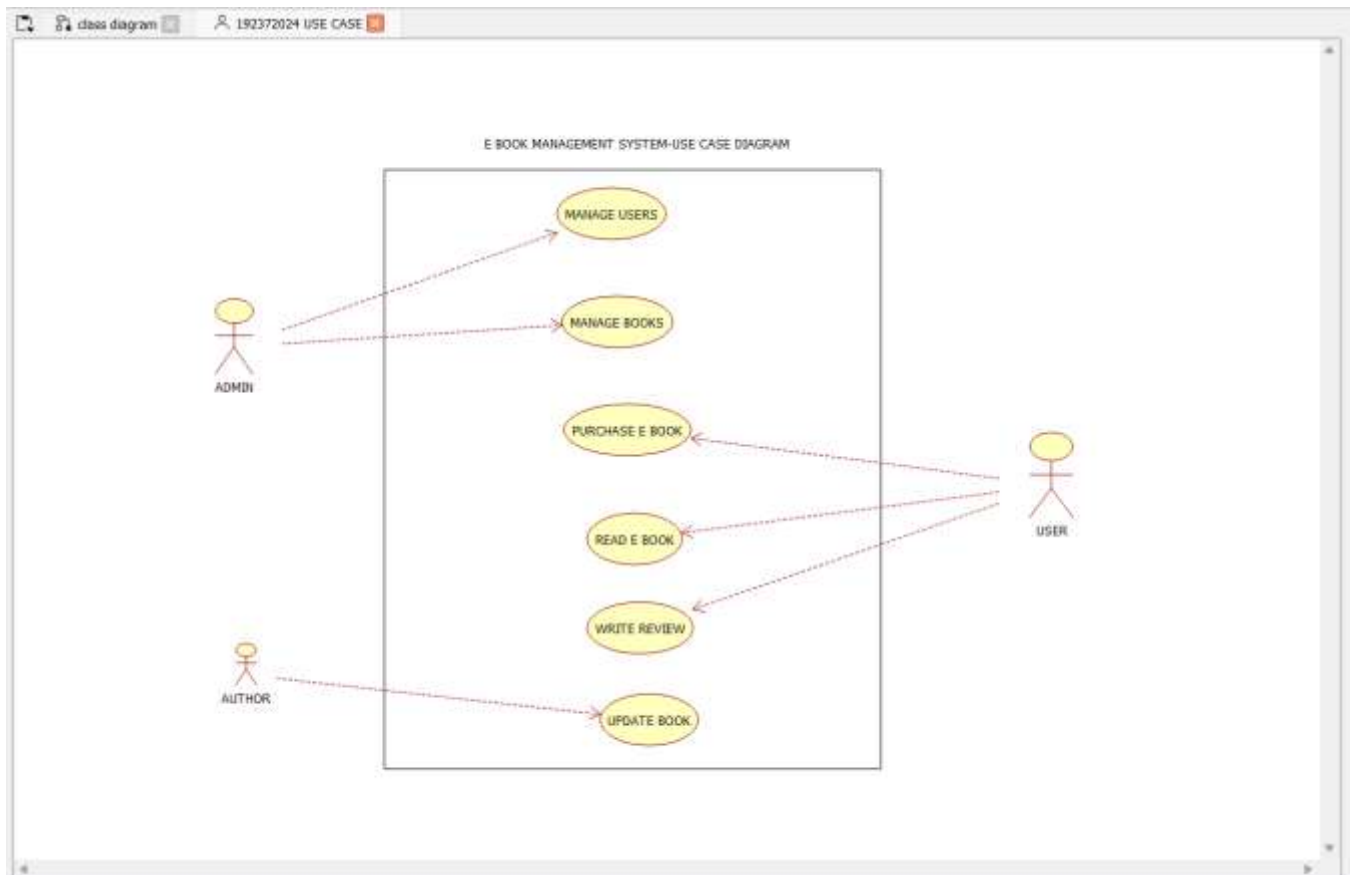 class diagram
192372024 USE CASE
E BOOK MANAGEMENT SYSTEM-USE CASE DIAGRAM
MANAGE USERS
MANAGE BOOKS
ADMIN
PURCHASE E BOOK
READ E BOOK
USER
WRITE REVIEW
AUTHOR
UPDATE BOOK